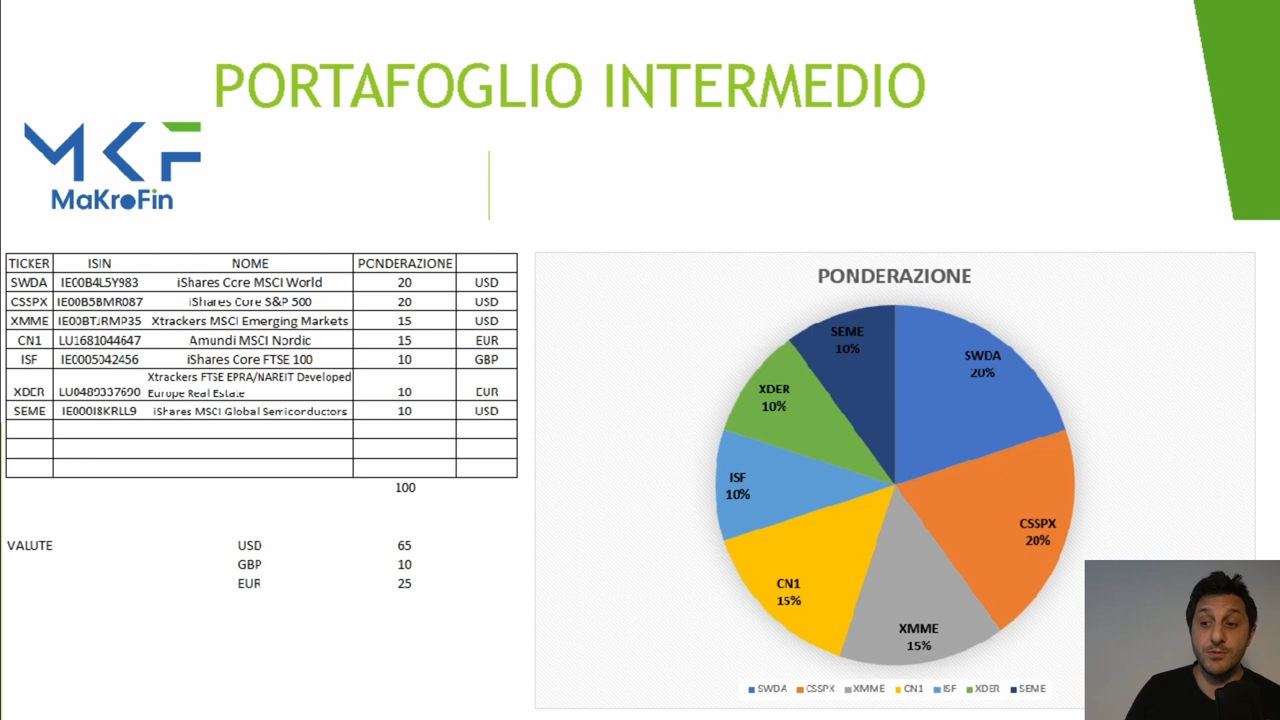 PORTAFOGLIO INTERMEDIO
MKF
MaKroFin
TICKER ISIN NOME PONDERAZIONE
SWDA IE00B4L5Y983 iShares Core MSCI World 20 USD
CSSPX IE00B5BMR087 iShares Core S&P 500 20 USD
XMME IE00BTJRMP35 Xtrackers MSCI Emerging Markets 15 USD
CN1 LU1681044647 Amundi MSCI Nordic 15 EUR
ISF IE0005042456 iShares Core FTSE 100 10 GBP
Xtrackers FTSE EPRA/NAREIT Developed
XDER LU0489337690 Europe Real Estate 10 EUR
SEME IE000I8KRLL9 iShares MSCI Global Semiconductors 10 USD
100
VALUTE USD 65
GBP 10
EUR 25
PONDERAZIONE
SEME
10%
SWDA
20%
XDER
10%
ISF
10%
CSSPX
20%
CN1
15%
XMME
15%
SWDA CSSPX XMME CN1 ISF XDER SEME